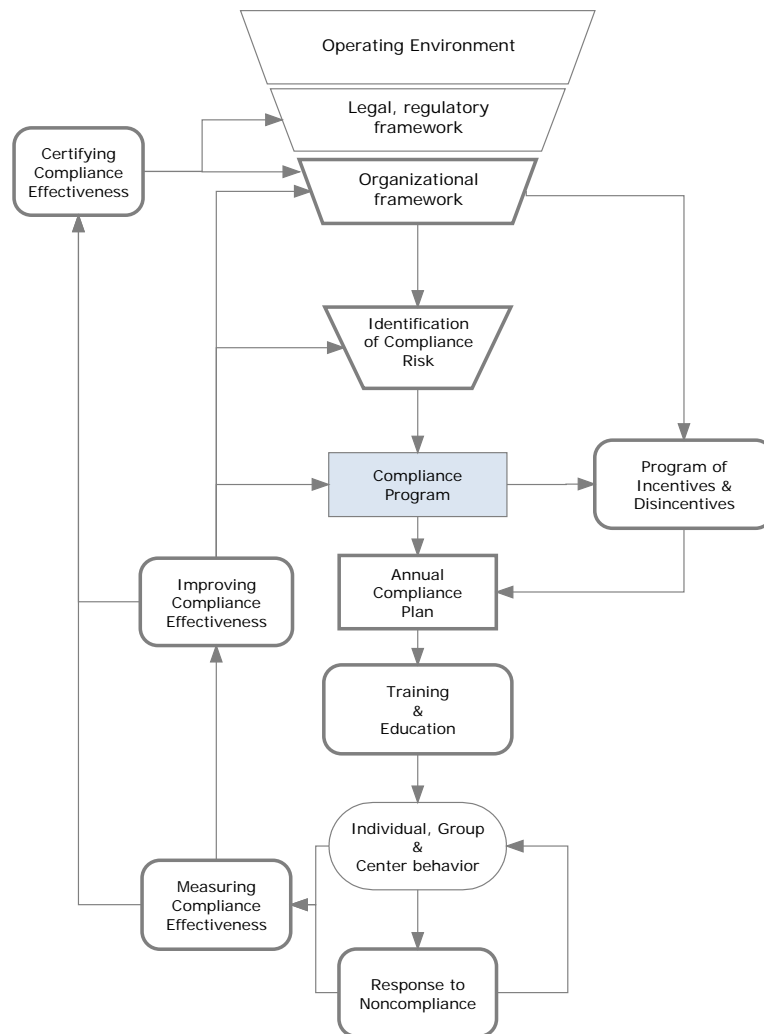 Operating Environment
Legal, regulatory
framework
Certifying
Compliance
Effectiveness
Organizational
framework
Identification
of Compliance
Risk
Compliance
Program
Program of
Incentives &
Disincentives
Annual
Compliance
Plan
Improving
Compliance
Effectiveness
Training
&
Education
Individual, Group
&
Center behavior
Measuring
Compliance
Effectiveness
Response to
Noncompliance